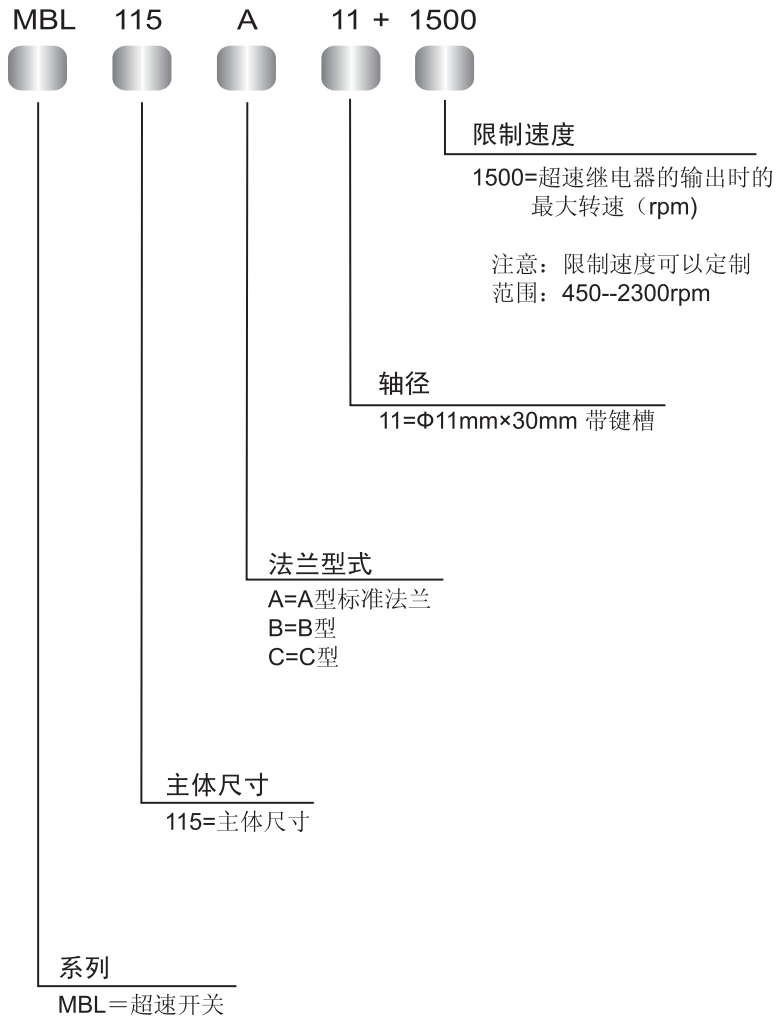 MBL 115 A 11 + 1500
限制速度
1500=超速继电器的输出时的
最大转速（rpm)
注意：限制速度可以定制
范围：450--2300rpm
轴径
11=Φ11mm×30mm 带键槽
法兰型式
A=A型标准法兰
B=B型
C=C型
主体尺寸
115=主体尺寸
系列
MBL＝超速开关